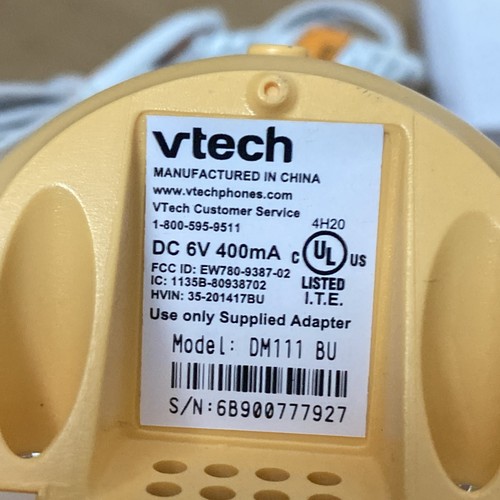 vtech
MANUFACTURED IN CHINA
www.vtechphones.com
VTech Customer Service
1-800-595-9511
4H20
DC 6V 400mA
C UL US
LISTED
I.T.E.
FCC ID: EW780-9387-02
IC: 1135B-80938702
HVIN: 35-201417BU
Use only Supplied Adapter
Model: DM111 BU
S/N:6B900777927